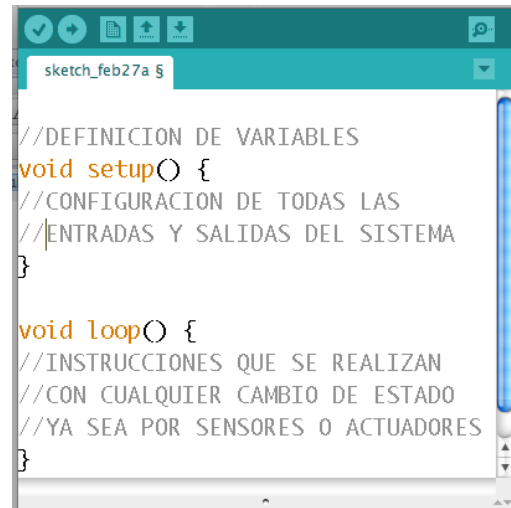 sketch_feb27a §
//DEFINICION DE VARIABLES
void setup() {
//CONFIGURACION DE TODAS LAS
//ENTRADAS Y SALIDAS DEL SISTEMA
}
void loop() {
//INSTRUCCIONES QUE SE REALIZAN
//CON CUALQUIER CAMBIO DE ESTADO
//YA SEA POR SENSORES O ACTUADORES
}